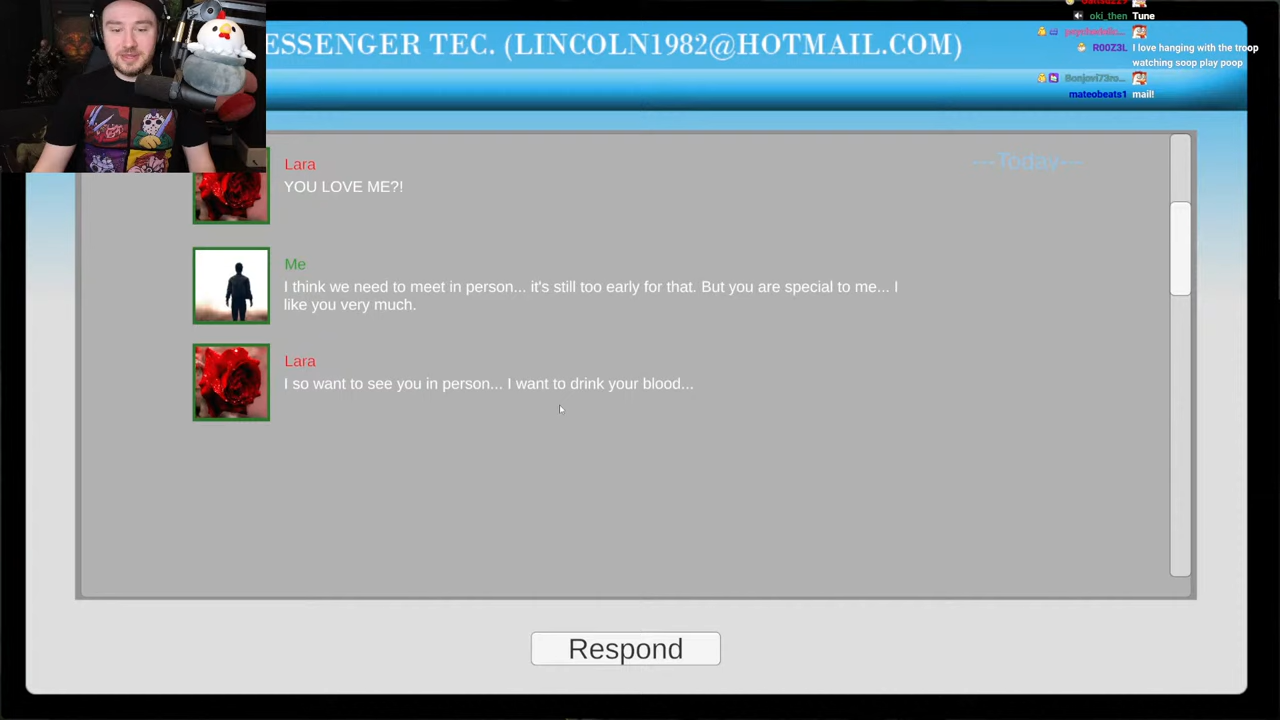 ESSENGER TEC. (LINCOLN1982@HOTMAIL.COM)
oki_then Tune
R00Z3L I love hanging with the troop
watching soop play poop
Bonjovi73ro...
mateobeats1 mail!
---Today---
Lara
YOU LOVE ME?!
Me
I think we need to meet in person... it's still too early for that. But you are special to me... I
like you very much.
Lara
I so want to see you in person... I want to drink your blood...
Respond